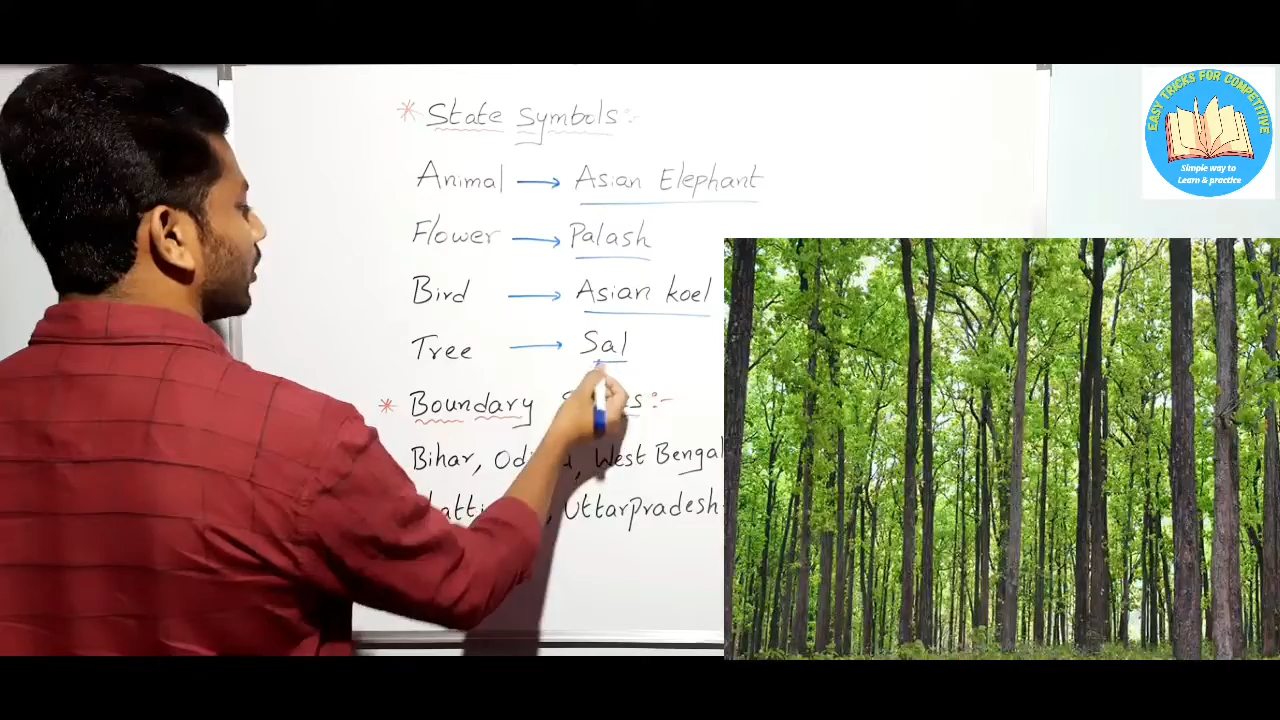 * State Symbols:-
Animal → Asian Elephant
Flower → Palash
Bird → Asian koel
Tree → Sal
* Boundary :-
Bihar, West Bengal
, Uttarpradesh
EASY TRICKS FOR COMPETITIVE
Simple way to
Learn & practice